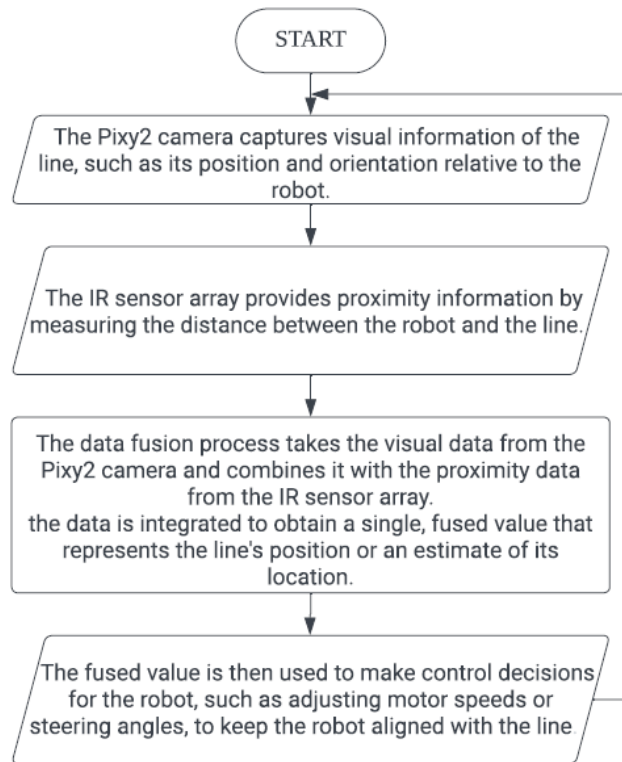 START
The Pixy2 camera captures visual information of the
line, such as its position and orientation relative to the
robot.
The IR sensor array provides proximity information by
measuring the distance between the robot and the line.
The data fusion process takes the visual data from the
Pixy2 camera and combines it with the proximity data
from the IR sensor array.
the data is integrated to obtain a single, fused value that
represents the line's position or an estimate of its
location.
The fused value is then used to make control decisions
for the robot, such as adjusting motor speeds or
steering angles, to keep the robot aligned with the line.